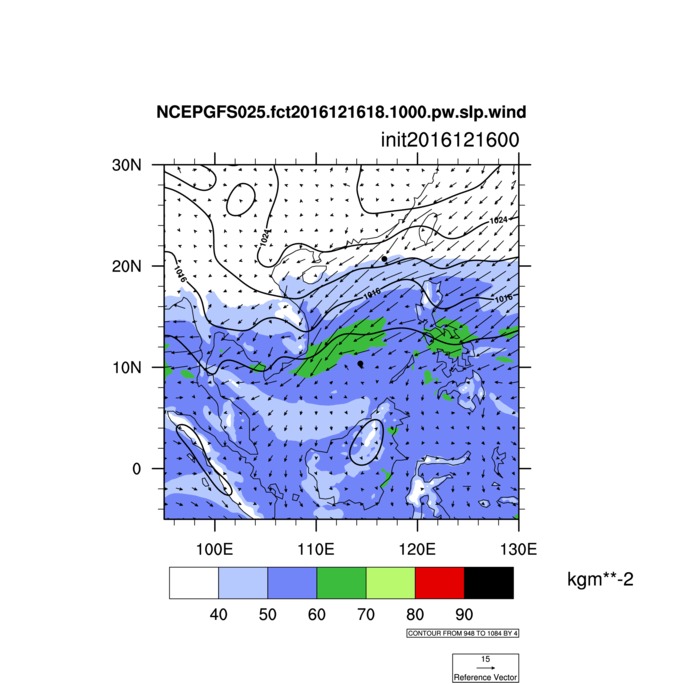 NCEPGFS025.fct2016121618.1000.pw.slp.wind
init2016121600
30N
1024
1024
20N
1016
1016
1016
10N
0
100E 110E 120E 130E
kgm**-2
40 50 60 70 80 90
CONTOUR FROM 948 TO 1084 BY 4
15
Reference Vector